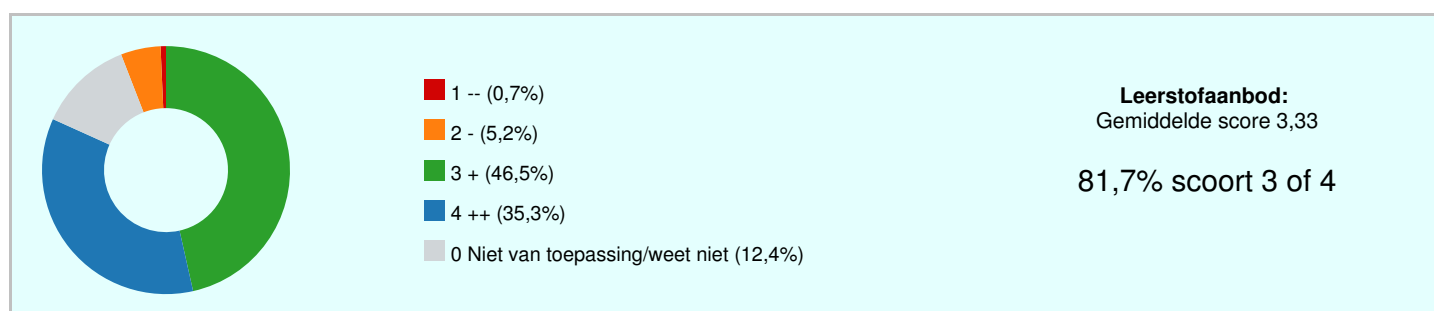 1 -- (0,7%)
2 - (5,2%)
3 + (46,5%)
4 ++ (35,3%)
0 Niet van toepassing/weet niet (12,4%)
Leerstofaanbod:
Gemiddelde score 3,33
81,7% scoort 3 of 4